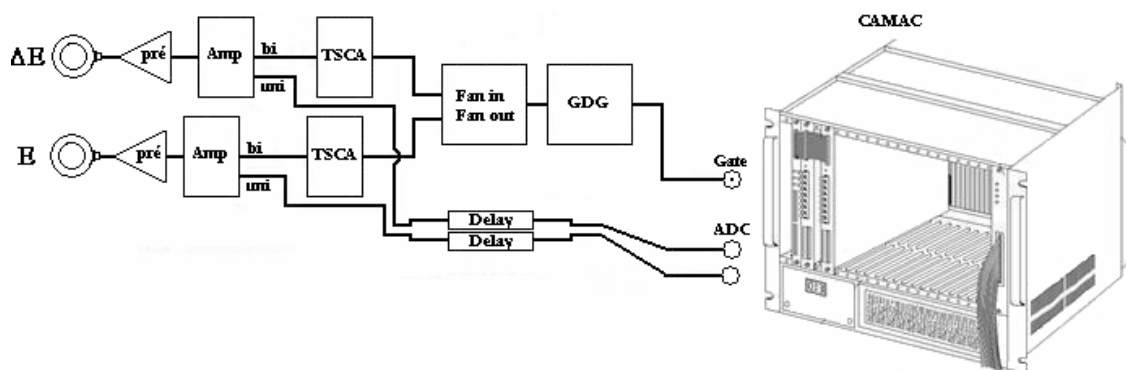 CAMAC
ΔE
pré
Amp
bi
uni
TSCA
Fan in
Fan out
GDG
E
pré
Amp
bi
uni
TSCA
Gate
Delay
Delay
ADC